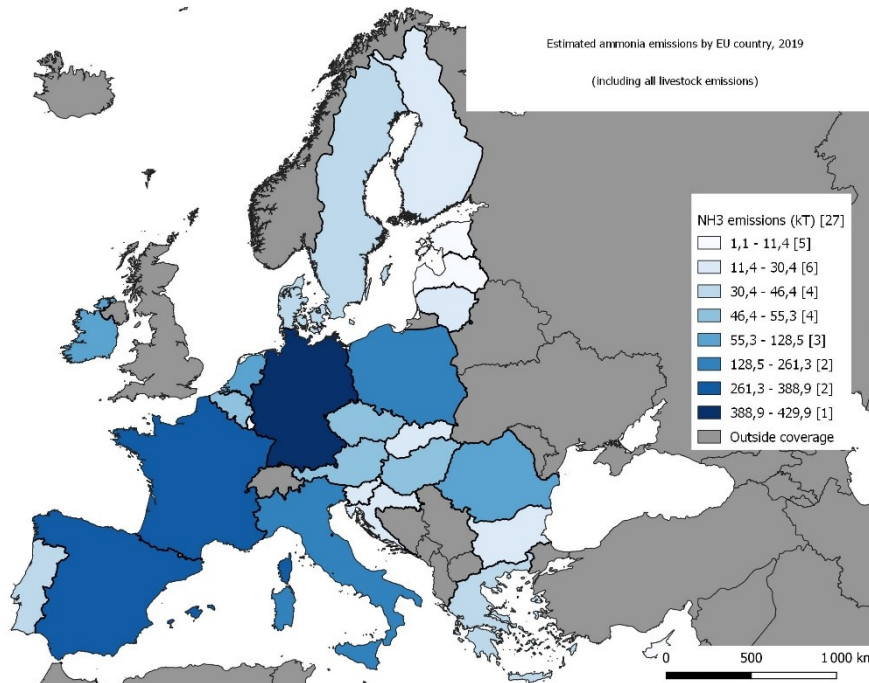 Estimated ammonia emissions by EU country, 2019
(including all livestock emissions)
NH3 emissions (kT) [27]
1,1 - 11,4 [5]
11,4 - 30,4 [6]
30,4 - 46,4 [4]
46,4 - 55,3 [4]
55,3 - 128,5 [3]
128,5 - 261,3 [2]
261,3 - 388,9 [2]
388,9 - 429,9 [1]
Outside coverage
0 500 1 000 km